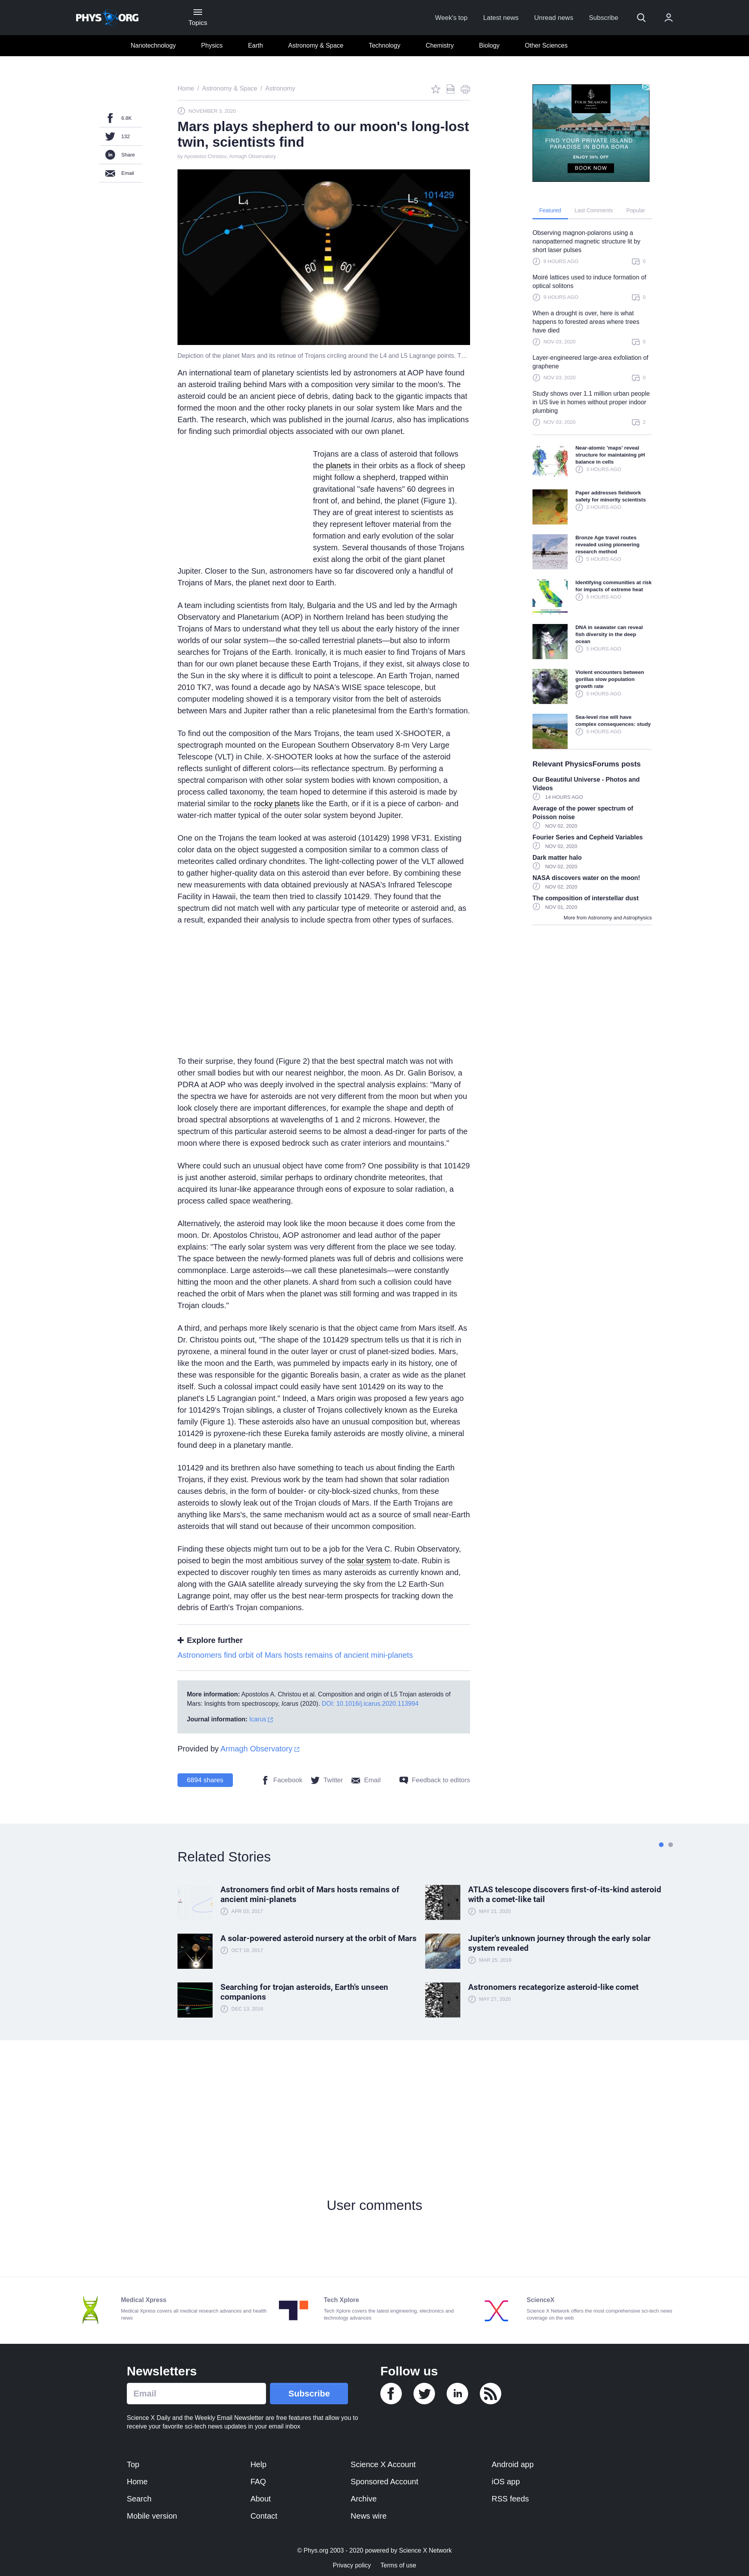 PHYS ORG
Topics
Week's top
Latest news
Unread news
Subscribe
Nanotechnology
Physics
Earth
Astronomy & Space
Technology
Chemistry
Biology
Other Sciences
6.8K
132
Share
Email
Home / Astronomy & Space / Astronomy
NOVEMBER 3, 2020
Mars plays shepherd to our moon's long-lost
twin, scientists find
by Apostolos Christou, Armagh Observatory
L4
L5
101429
60°
60°
Depiction of the planet Mars and its retinue of Trojans circling around the L4 and L5 Lagrange points. T…
An international team of planetary scientists led by astronomers at AOP have found
an asteroid trailing behind Mars with a composition very similar to the moon's. The
asteroid could be an ancient piece of debris, dating back to the gigantic impacts that
formed the moon and the other rocky planets in our solar system like Mars and the
Earth. The research, which was published in the journal Icarus, also has implications
for finding such primordial objects associated with our own planet.
Trojans are a class of asteroid that follows
the planets in their orbits as a flock of sheep
might follow a shepherd, trapped within
gravitational "safe havens" 60 degrees in
front of, and behind, the planet (Figure 1).
They are of great interest to scientists as
they represent leftover material from the
formation and early evolution of the solar
system. Several thousands of those Trojans
exist along the orbit of the giant planet
Jupiter. Closer to the Sun, astronomers have so far discovered only a handful of
Trojans of Mars, the planet next door to Earth.
A team including scientists from Italy, Bulgaria and the US and led by the Armagh
Observatory and Planetarium (AOP) in Northern Ireland has been studying the
Trojans of Mars to understand what they tell us about the early history of the inner
worlds of our solar system—the so-called terrestrial planets—but also to inform
searches for Trojans of the Earth. Ironically, it is much easier to find Trojans of Mars
than for our own planet because these Earth Trojans, if they exist, sit always close to
the Sun in the sky where it is difficult to point a telescope. An Earth Trojan, named
2010 TK7, was found a decade ago by NASA's WISE space telescope, but
computer modeling showed it is a temporary visitor from the belt of asteroids
between Mars and Jupiter rather than a relic planetesimal from the Earth's formation.
To find out the composition of the Mars Trojans, the team used X-SHOOTER, a
spectrograph mounted on the European Southern Observatory 8-m Very Large
Telescope (VLT) in Chile. X-SHOOTER looks at how the surface of the asteroid
reflects sunlight of different colors—its reflectance spectrum. By performing a
spectral comparison with other solar system bodies with known composition, a
process called taxonomy, the team hoped to determine if this asteroid is made by
material similar to the rocky planets like the Earth, or if it is a piece of carbon- and
water-rich matter typical of the outer solar system beyond Jupiter.
One on the Trojans the team looked at was asteroid (101429) 1998 VF31. Existing
color data on the object suggested a composition similar to a common class of
meteorites called ordinary chondrites. The light-collecting power of the VLT allowed
to gather higher-quality data on this asteroid than ever before. By combining these
new measurements with data obtained previously at NASA's Infrared Telescope
Facility in Hawaii, the team then tried to classify 101429. They found that the
spectrum did not match well with any particular type of meteorite or asteroid and, as
a result, expanded their analysis to include spectra from other types of surfaces.
To their surprise, they found (Figure 2) that the best spectral match was not with
other small bodies but with our nearest neighbor, the moon. As Dr. Galin Borisov, a
PDRA at AOP who was deeply involved in the spectral analysis explains: "Many of
the spectra we have for asteroids are not very different from the moon but when you
look closely there are important differences, for example the shape and depth of
broad spectral absorptions at wavelengths of 1 and 2 microns. However, the
spectrum of this particular asteroid seems to be almost a dead-ringer for parts of the
moon where there is exposed bedrock such as crater interiors and mountains."
Where could such an unusual object have come from? One possibility is that 101429
is just another asteroid, similar perhaps to ordinary chondrite meteorites, that
acquired its lunar-like appearance through eons of exposure to solar radiation, a
process called space weathering.
Alternatively, the asteroid may look like the moon because it does come from the
moon. Dr. Apostolos Christou, AOP astronomer and lead author of the paper
explains: "The early solar system was very different from the place we see today.
The space between the newly-formed planets was full of debris and collisions were
commonplace. Large asteroids—we call these planetesimals—were constantly
hitting the moon and the other planets. A shard from such a collision could have
reached the orbit of Mars when the planet was still forming and was trapped in its
Trojan clouds."
A third, and perhaps more likely scenario is that the object came from Mars itself. As
Dr. Christou points out, "The shape of the 101429 spectrum tells us that it is rich in
pyroxene, a mineral found in the outer layer or crust of planet-sized bodies. Mars,
like the moon and the Earth, was pummeled by impacts early in its history, one of
these was responsible for the gigantic Borealis basin, a crater as wide as the planet
itself. Such a colossal impact could easily have sent 101429 on its way to the
planet's L5 Lagrangian point." Indeed, a Mars origin was proposed a few years ago
for 101429's Trojan siblings, a cluster of Trojans collectively known as the Eureka
family (Figure 1). These asteroids also have an unusual composition but, whereas
101429 is pyroxene-rich these Eureka family asteroids are mostly olivine, a mineral
found deep in a planetary mantle.
101429 and its brethren also have something to teach us about finding the Earth
Trojans, if they exist. Previous work by the team had shown that solar radiation
causes debris, in the form of boulder- or city-block-sized chunks, from these
asteroids to slowly leak out of the Trojan clouds of Mars. If the Earth Trojans are
anything like Mars's, the same mechanism would act as a source of small near-Earth
asteroids that will stand out because of their uncommon composition.
Finding these objects might turn out to be a job for the Vera C. Rubin Observatory,
poised to begin the most ambitious survey of the solar system to-date. Rubin is
expected to discover roughly ten times as many asteroids as currently known and,
along with the GAIA satellite already surveying the sky from the L2 Earth-Sun
Lagrange point, may offer us the best near-term prospects for tracking down the
debris of Earth's Trojan companions.
Explore further
Astronomers find orbit of Mars hosts remains of ancient mini-planets
More information: Apostolos A. Christou et al. Composition and origin of L5 Trojan asteroids of
Mars: Insights from spectroscopy, Icarus (2020). DOI: 10.1016/j.icarus.2020.113994
Journal information: Icarus
Provided by Armagh Observatory
6894 shares
Facebook
Twitter
Email
Feedback to editors
FOUR SEASONS
FIND YOUR PRIVATE ISLAND
PARADISE IN BORA BORA
ENJOY 30% OFF
BOOK NOW
Featured
Last Comments
Popular
Observing magnon-polarons using a
nanopatterned magnetic structure lit by
short laser pulses
9 HOURS AGO
0
Moiré lattices used to induce formation of
optical solitons
9 HOURS AGO
0
When a drought is over, here is what
happens to forested areas where trees
have died
NOV 03, 2020
0
Layer-engineered large-area exfoliation of
graphene
NOV 03, 2020
0
Study shows over 1.1 million urban people
in US live in homes without proper indoor
plumbing
NOV 03, 2020
2
Near-atomic 'maps' reveal
structure for maintaining pH
balance in cells
3 HOURS AGO
Paper addresses fieldwork
safety for minority scientists
3 HOURS AGO
Bronze Age travel routes
revealed using pioneering
research method
5 HOURS AGO
Identifying communities at risk
for impacts of extreme heat
5 HOURS AGO
DNA in seawater can reveal
fish diversity in the deep
ocean
5 HOURS AGO
Violent encounters between
gorillas slow population
growth rate
5 HOURS AGO
Sea-level rise will have
complex consequences: study
5 HOURS AGO
Relevant PhysicsForums posts
Our Beautiful Universe - Photos and
Videos
14 HOURS AGO
Average of the power spectrum of
Poisson noise
NOV 02, 2020
Fourier Series and Cepheid Variables
NOV 02, 2020
Dark matter halo
NOV 02, 2020
NASA discovers water on the moon!
NOV 02, 2020
The composition of interstellar dust
NOV 01, 2020
More from Astronomy and Astrophysics
Related Stories
Astronomers find orbit of Mars hosts remains of
ancient mini-planets
APR 03, 2017
ATLAS telescope discovers first-of-its-kind asteroid
with a comet-like tail
MAY 21, 2020
A solar-powered asteroid nursery at the orbit of Mars
OCT 18, 2017
Jupiter's unknown journey through the early solar
system revealed
MAR 25, 2019
Searching for trojan asteroids, Earth's unseen
companions
DEC 13, 2016
Astronomers recategorize asteroid-like comet
MAY 27, 2020
User comments
Medical Xpress
Medical Xpress covers all medical research advances and health
news
Tech Xplore
Tech Xplore covers the latest engineering, electronics and
technology advances
ScienceX
Science X Network offers the most comprehensive sci-tech news
coverage on the web
Newsletters
Email
Subscribe
Science X Daily and the Weekly Email Newsletter are free features that allow you to
receive your favorite sci-tech news updates in your email inbox
Follow us
Top
Home
Search
Mobile version
Help
FAQ
About
Contact
Science X Account
Sponsored Account
Archive
News wire
Android app
iOS app
RSS feeds
© Phys.org 2003 - 2020 powered by Science X Network
Privacy policy
Terms of use